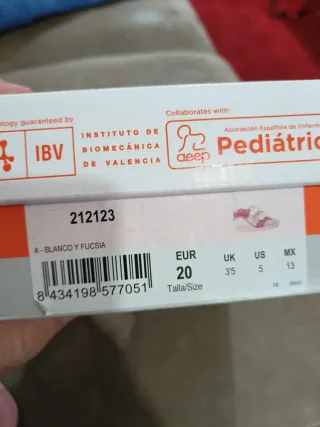 ology guaranteed by
Collaborates with:
IBV
INSTITUTO DE
BIOMECÁNICA
DE VALENCIA
aeep
Asociación Española de Enferme
Pediátric
212123
A - BLANCO Y FUCSIA
8 434198 577051
EUR UK US MX
20 3'5 5 13
Talla/Size